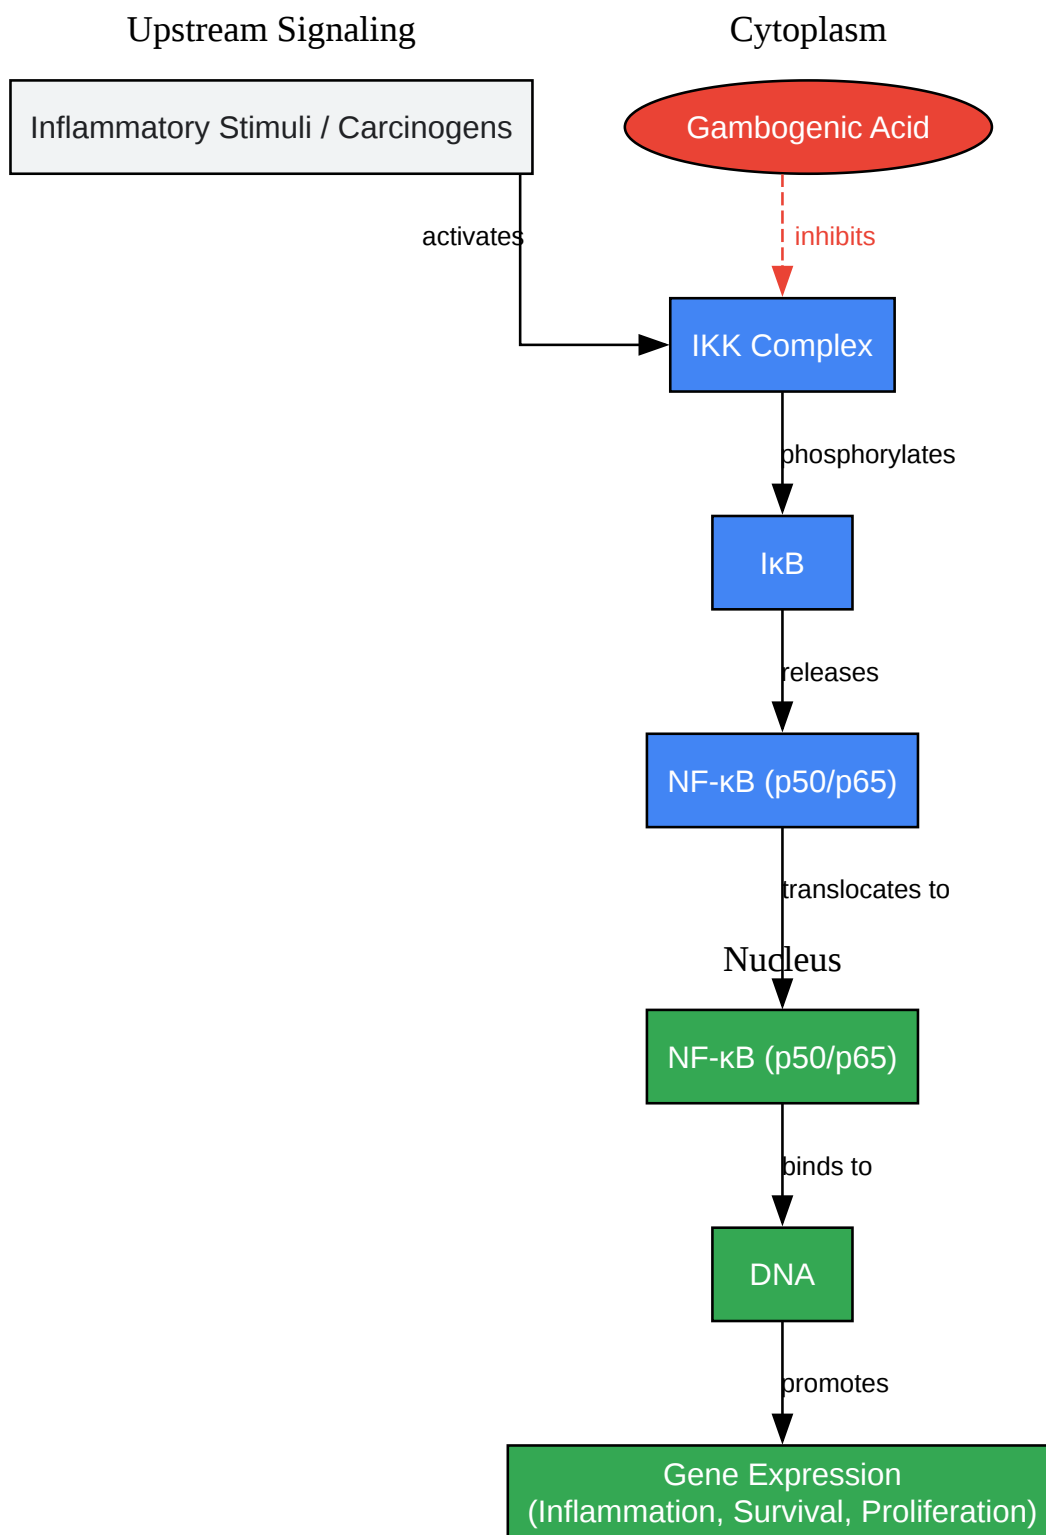 Upstream Signaling
Cytoplasm
Inflammatory Stimuli / Carcinogens
Gambogenic Acid
activates
inhibits
IKK Complex
phosphorylates
IκB
releases
NF-κB (p50/p65)
translocates to
Nucleus
NF-κB (p50/p65)
binds to
DNA
promotes
Gene Expression
(Inflammation, Survival, Proliferation)